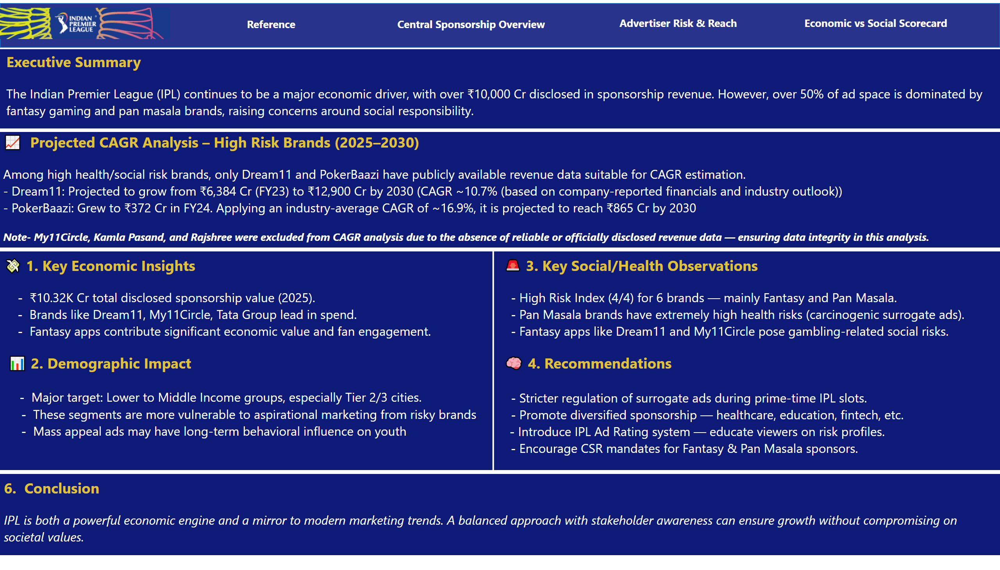 INDIAN
PREMIER
LEAGUE
Reference
Central Sponsorship Overview
Advertiser Risk & Reach
Economic vs Social Scorecard
Executive Summary
The Indian Premier League (IPL) continues to be a major economic driver, with over ₹10,000 Cr disclosed in sponsorship revenue. However, over 50% of ad space is dominated by
fantasy gaming and pan masala brands, raising concerns around social responsibility.
Projected CAGR Analysis – High Risk Brands (2025–2030)
Among high health/social risk brands, only Dream11 and PokerBaazi have publicly available revenue data suitable for CAGR estimation.
- Dream11: Projected to grow from ₹6,384 Cr (FY23) to ₹12,900 Cr by 2030 (CAGR ~10.7% (based on company-reported financials and industry outlook))
- PokerBaazi: Grew to ₹372 Cr in FY24. Applying an industry-average CAGR of ~16.9%, it is projected to reach ₹865 Cr by 2030
Note- My11Circle, Kamla Pasand, and Rajshree were excluded from CAGR analysis due to the absence of reliable or officially disclosed revenue data — ensuring data integrity in this analysis.
1. Key Economic Insights
- ₹10.32K Cr total disclosed sponsorship value (2025).
- Brands like Dream11, My11Circle, Tata Group lead in spend.
- Fantasy apps contribute significant economic value and fan engagement.
2. Demographic Impact
- Major target: Lower to Middle Income groups, especially Tier 2/3 cities.
- These segments are more vulnerable to aspirational marketing from risky brands.
- Mass appeal ads may have long-term behavioral influence on youth.
3. Key Social/Health Observations
- High Risk Index (4/4) for 6 brands — mainly Fantasy and Pan Masala.
- Pan Masala brands have extremely high health risks (carcinogenic surrogate ads).
- Fantasy apps like Dream11 and My11Circle pose gambling-related social risks.
4. Recommendations
- Stricter regulation of surrogate ads during prime-time IPL slots.
- Promote diversified sponsorship — healthcare, education, fintech, etc.
- Introduce IPL Ad Rating system — educate viewers on risk profiles.
- Encourage CSR mandates for Fantasy & Pan Masala sponsors.
6. Conclusion
IPL is both a powerful economic engine and a mirror to modern marketing trends. A balanced approach with stakeholder awareness can ensure growth without compromising on
societal values.